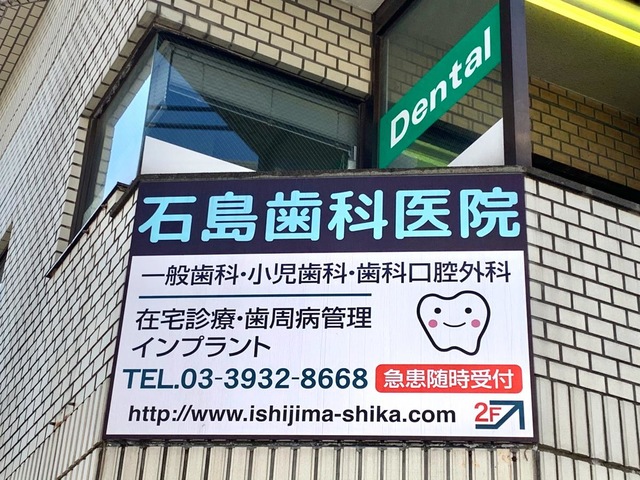 Dental
石島歯科医院
一般歯科・小児歯科・歯科口腔外科
在宅診療・歯周病管理
インプラント
TEL.03-3932-8668 急患随時受付
http://www.ishijima-shika.com 2F